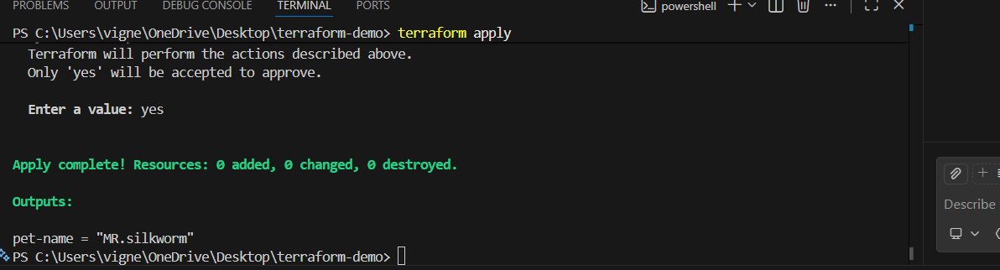 PROBLEMS OUTPUT DEBUG CONSOLE TERMINAL PORTS powershell
PS C:\Users\vigne\OneDrive\Desktop\terraform-demo> terraform apply
Terraform will perform the actions described above.
Only 'yes' will be accepted to approve.
Enter a value: yes
Apply complete! Resources: 0 added, 0 changed, 0 destroyed.
Outputs:
pet-name = "MR.silkworm"
PS C:\Users\vigne\OneDrive\Desktop\terraform-demo>
Describe